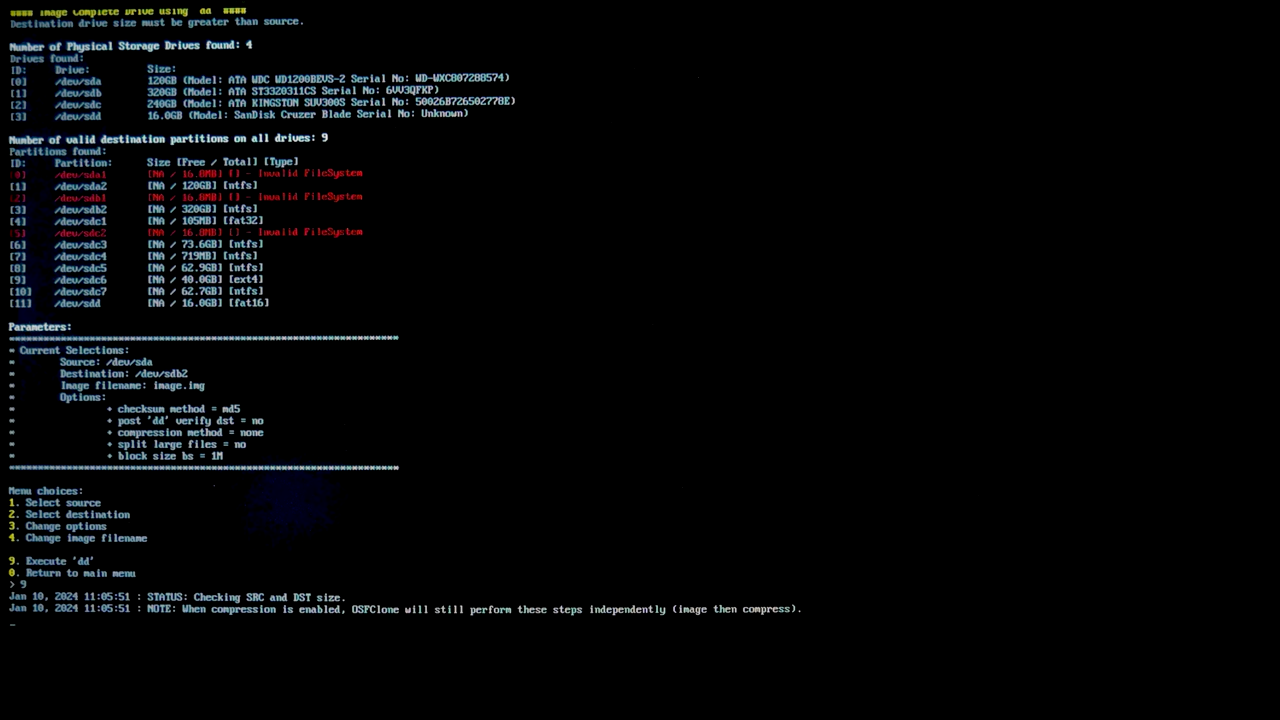 #### Image Complete Drive using 'dd' ####
Destination drive size must be greater than source.
Number of Physical Storage Drives found: 4
Drives found:
ID: Drive: Size:
[0] /dev/sda 120GB (Model: ATA WDC WD1200BEVS-2 Serial No: WD-WXC807288574)
[1] /dev/sdb 320GB (Model: ATA ST3320311CS Serial No: 6VV3QFKP)
[2] /dev/sdc 240GB (Model: ATA KINGSTON SUV300S Serial No: 50026B726502778E)
[3] /dev/sdd 16.0GB (Model: SanDisk Cruzer Blade Serial No: Unknown)
Number of valid destination partitions on all drives: 9
Partitions found:
ID: Partition: Size [Free / Total] [Type]
[0] /dev/sda1 [NA / 16.8MB] [] - Invalid FileSystem
[1] /dev/sda2 [NA / 120GB] [ntfs]
[2] /dev/sdb1 [NA / 16.8MB] [] - Invalid FileSystem
[3] /dev/sdb2 [NA / 320GB] [ntfs]
[4] /dev/sdc1 [NA / 105MB] [fat32]
[5] /dev/sdc2 [NA / 16.8MB] [] - Invalid FileSystem
[6] /dev/sdc3 [NA / 73.6GB] [ntfs]
[7] /dev/sdc4 [NA / 719MB] [ntfs]
[8] /dev/sdc5 [NA / 62.9GB] [ntfs]
[9] /dev/sdc6 [NA / 40.0GB] [ext4]
[10] /dev/sdc7 [NA / 62.7GB] [ntfs]
[11] /dev/sdd [NA / 16.0GB] [fat16]
Parameters:
* Current Selections:
* Source: /dev/sda
* Destination: /dev/sdb2
* Image filename: image.img
* Options:
* + checksum method = md5
* + post 'dd' verify dst = no
* + compression method = none
* + split large files = no
* + block size bs = 1M
Menu choices:
1. Select source
2. Select destination
3. Change options
4. Change image filename
9. Execute 'dd'
0. Return to main menu
> 9
Jan 10, 2024 11:05:51 : STATUS: Checking SRC and DST size.
Jan 10, 2024 11:05:51 : NOTE: When compression is enabled, OSFClone will still perform these steps independently (image then compress).